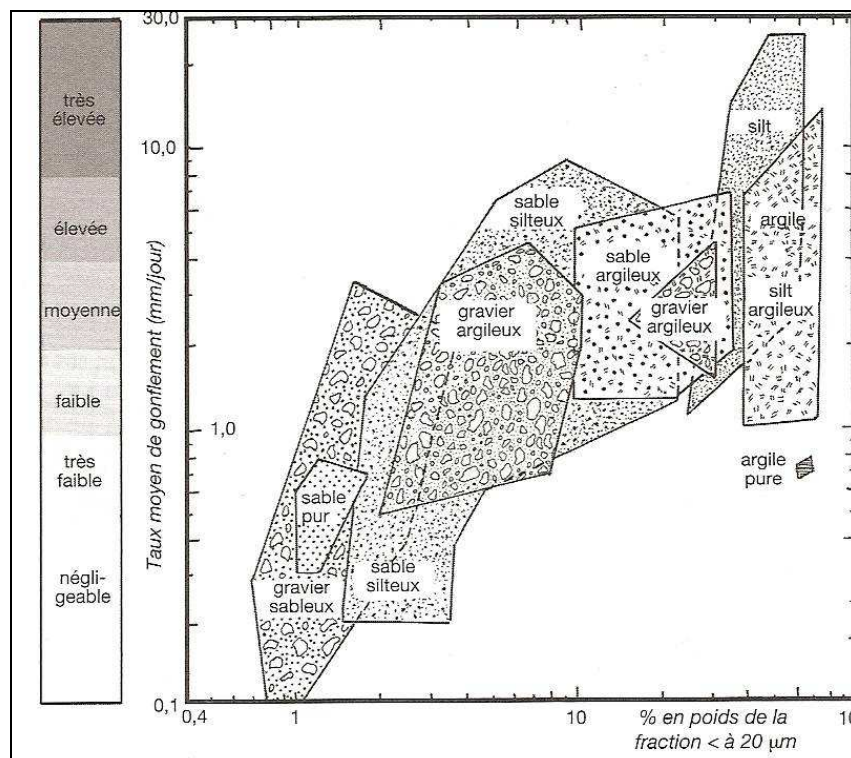 très
élevée
élevée
moyenne
faible
très
faible
négli-
geable
Taux moyen de gonflement (mm/jour)
30,0
10,0
1,0
0,1
silt
sable
silteux
argile
sable
argileux
gravier
argileux
gravier
argileux
silt
argileux
argile
pure
sable
pur
sable
silteux
gravier
sableux
0,4
1
10
10
% en poids de la
fraction < à 20 µm